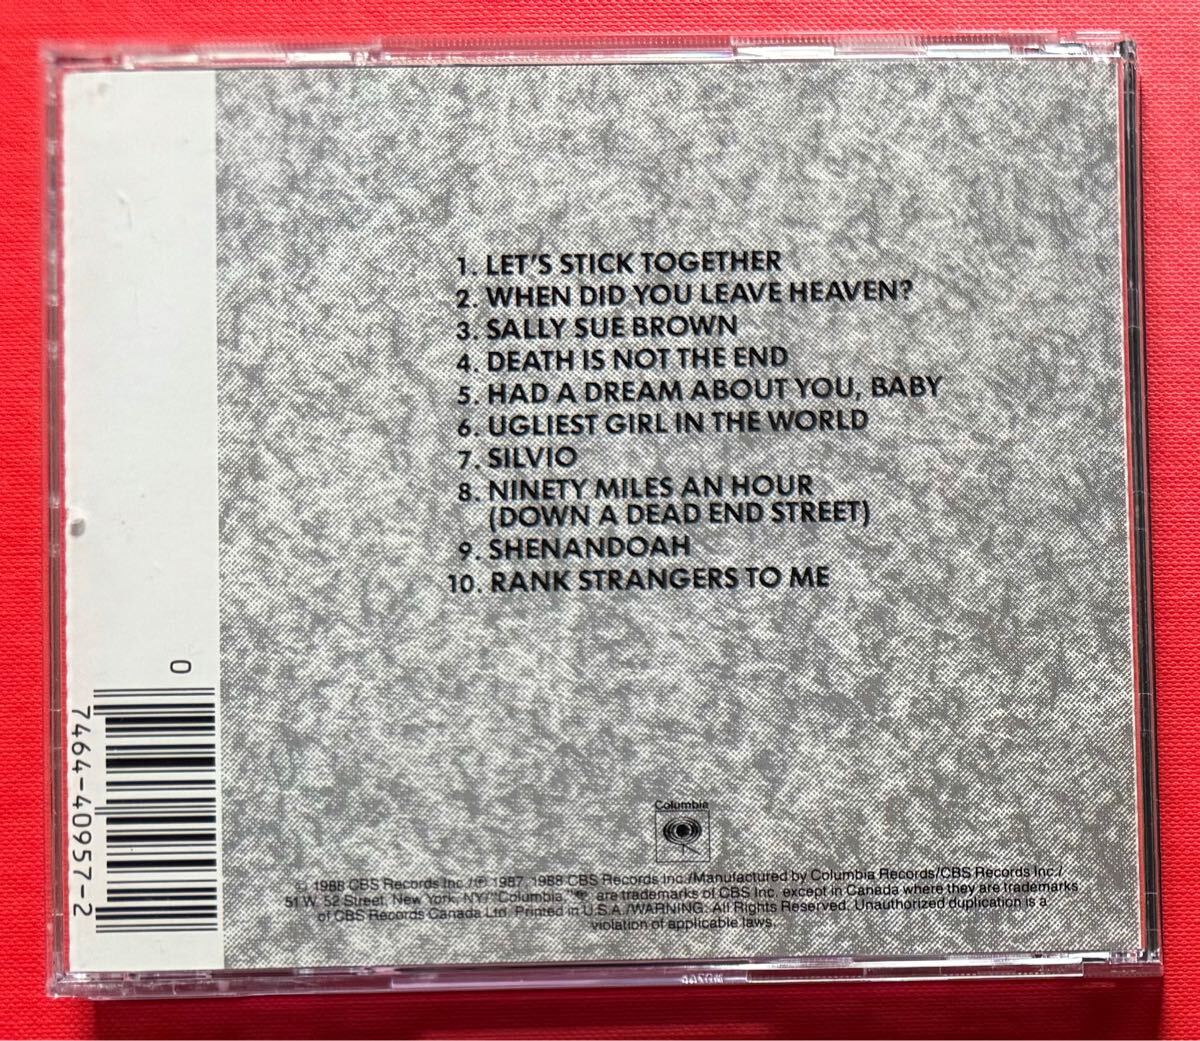 1. LET'S STICK TOGETHER
2. WHEN DID YOU LEAVE HEAVEN?
3. SALLY SUE BROWN
4. DEATH IS NOT THE END
5. HAD A DREAM ABOUT YOU, BABY
6. UGLIEST GIRL IN THE WORLD
7. SILVIO
8. NINETY MILES AN HOUR
(DOWN A DEAD END STREET)
9. SHENANDOAH
10. RANK STRANGERS TO ME
0
7464-40957-2
Columbia
© 1988 CBS Records Inc./℗ 1987, 1988 CBS Records Inc./Manufactured by Columbia Records/CBS Records Inc./
51 W. 52 Street, New York, NY/"Columbia," are trademarks of CBS Inc. except in Canada where they are trademarks
of CBS Records Canada Ltd. Printed in U.S.A./WARNING: All Rights Reserved. Unauthorized duplication is a
violation of applicable laws.